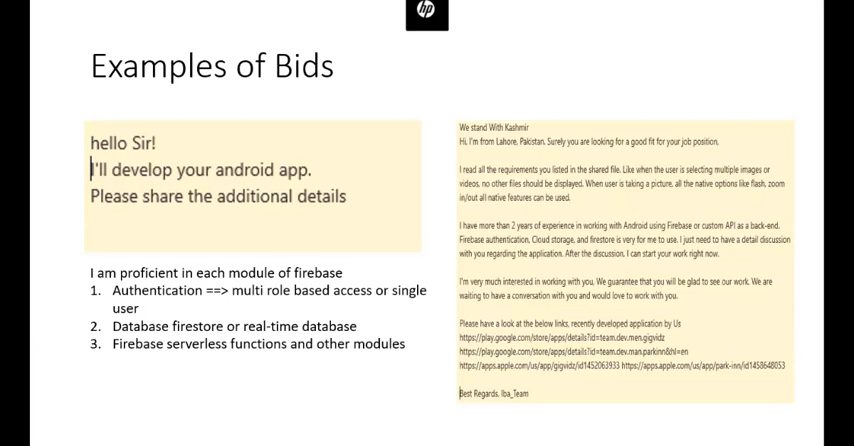 hp
Examples of Bids
hello Sir!
I'll develop your android app.
Please share the additional details
I am proficient in each module of firebase
1. Authentication ==> multi role based access or single
user
2. Database firestore or real-time database
3. Firebase serverless functions and other modules
We stand With Kashmir
Hi, I'm from Lahore, Pakistan. Surely you are looking for a good fit for your job position,
I read all the requirements you listed in the shared file. Like when the user is selecting multiple images or
videos, no other files should be displayed. When user is taking a picture, all the native options like flash, zoom
in/out all native features can be used.
I have more than 2 years of experience in working with Android using Firebase or custom API as a back-end.
Firebase authentication, Cloud storage, and firestore is very for me to use. I just need to have a detail discussion
with you regarding the application. After the discussion, I can start your work right now.
I'm very much interested in working with you, We guarantee that you will be glad to see our work. We are
waiting to have a conversation with you and would love to work with you.
Please have a look at the below links, recently developed application by Us
https://play.google.com/store/apps/details?id=team.dev.men.gigvidz
https://play.google.com/store/apps/details?id=team.dev.man.parkinn&hl=en
https://apps.apple.com/us/app/gigvidz/id1452063933 https://apps.apple.com/us/app/park-inn/id1458648053
Best Regards, Iba_Team